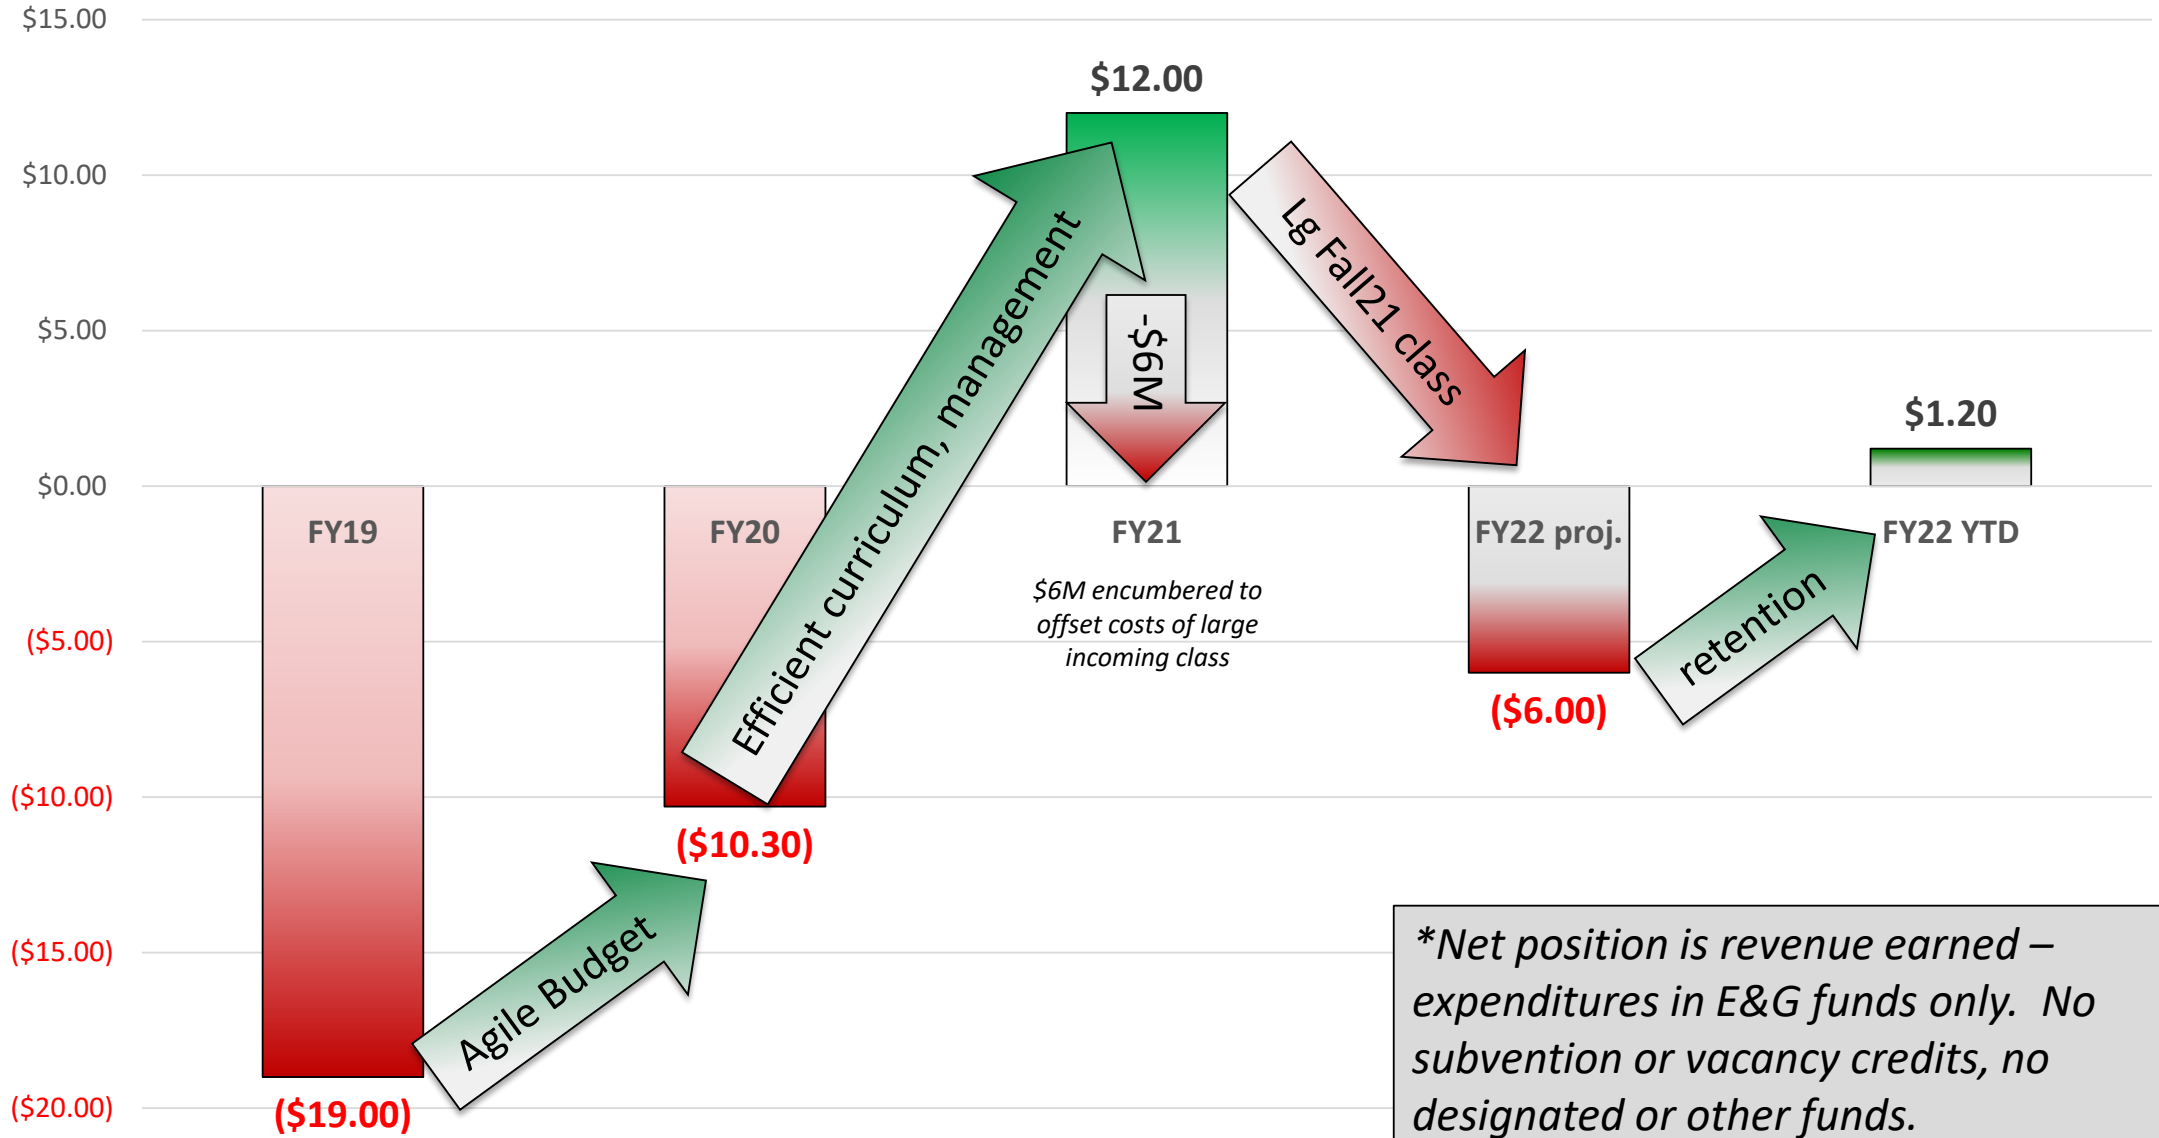 $15.00
$10.00
$5.00
$0.00
($5.00)
($10.00)
($15.00)
($20.00)
FY19
($19.00)
Agile Budget
FY20
($10.30)
Efficient curriculum, management
$12.00
-$6M
FY21
$6M encumbered to
offset costs of large
incoming class
Lg Fall21 class
FY22 proj.
($6.00)
retention
$1.20
FY22 YTD
*Net position is revenue earned –
expenditures in E&G funds only.  No
subvention or vacancy credits, no
designated or other funds.